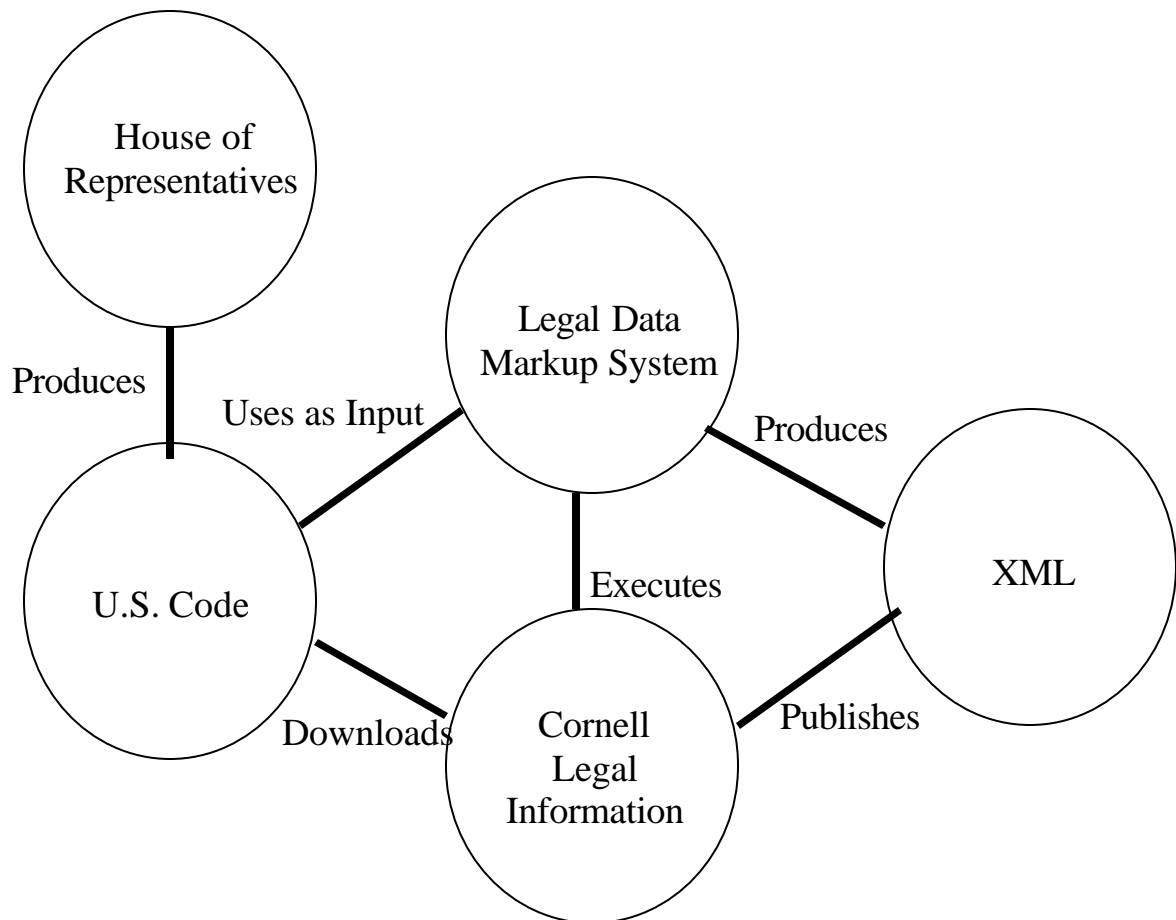 House of
Representatives
Legal Data
Markup System
Produces
Uses as Input
Produces
Executes
XML
U.S. Code
Downloads
Publishes
Cornell
Legal
Information